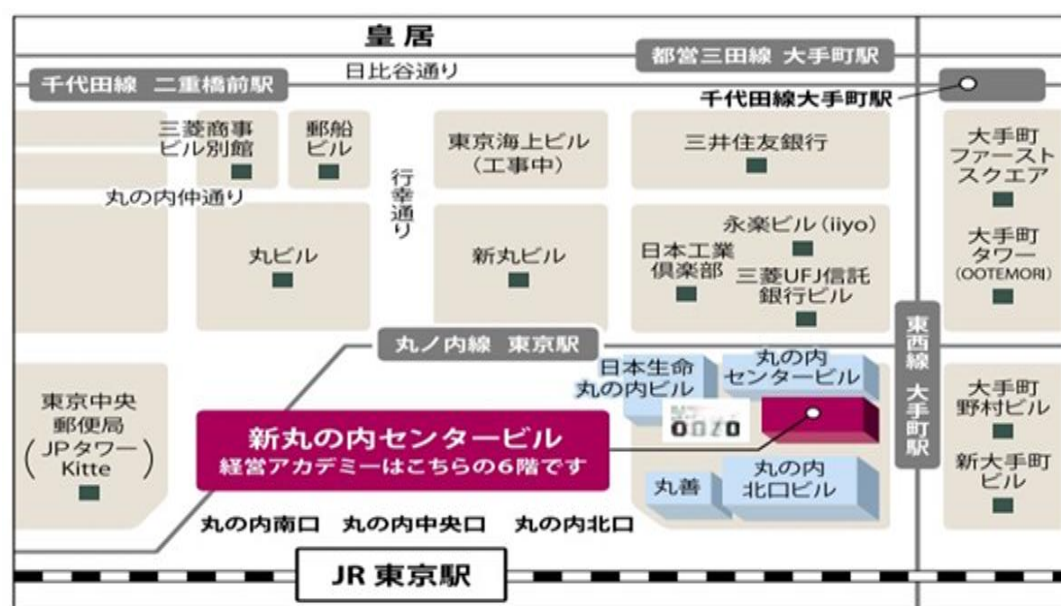 皇居
都営三田線 大手町駅
日比谷通り
千代田線 二重橋前駅
千代田線大手町駅
三菱商事
ビル別館
郵船
ビル
行幸通り
東京海上ビル
(工事中)
三井住友銀行
大手町
ファースト
スクエア
丸の内仲通り
丸ビル
新丸ビル
日本工業
倶楽部
永楽ビル(iiyo)
三菱UFJ信託
銀行ビル
大手町
タワー
(OOTEMORI)
東西線 大手町駅
丸ノ内線 東京駅
日本生命
丸の内ビル
丸の内
センタービル
大手町
野村ビル
東京中央
郵便局
(JPタワー
Kitte)
新丸の内センタービル
経営アカデミーはこちらの6階です
丸善
丸の内
北口ビル
新大手町
ビル
丸の内南口 丸の内中央口 丸の内北口
JR 東京駅